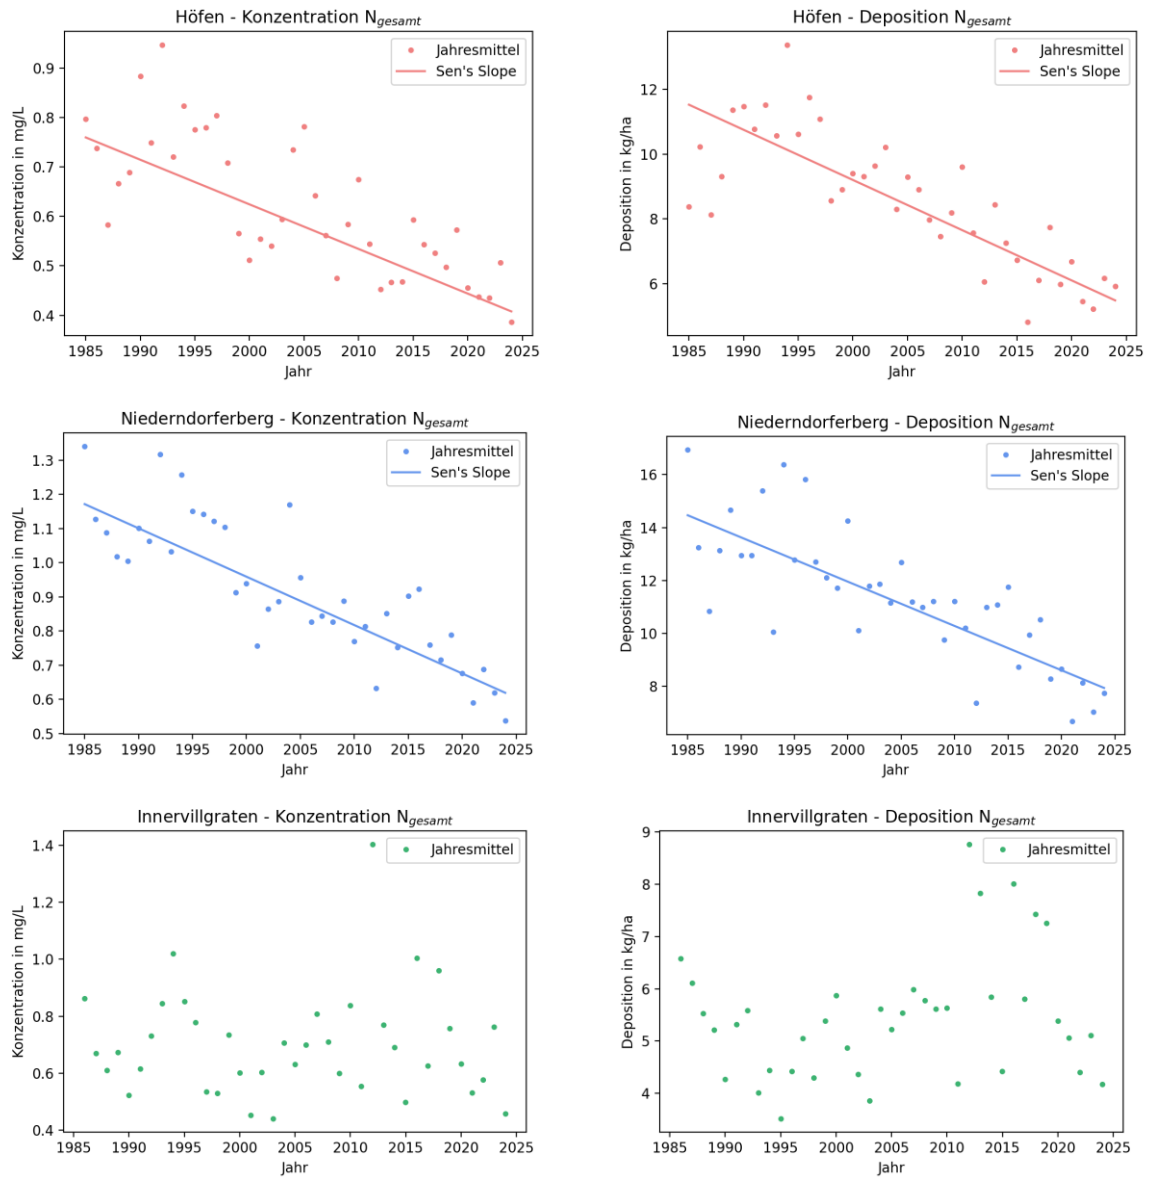 Höfen - Konzentration N_gesamt
Konzentration in mg/L
0.9
0.8
0.7
0.6
0.5
0.4
Jahresmittel
Sen's Slope
1985 1990 1995 2000 2005 2010 2015 2020 2025
Jahr
Höfen - Deposition N_gesamt
Deposition in kg/ha
12
10
8
6
Jahresmittel
Sen's Slope
1985 1990 1995 2000 2005 2010 2015 2020 2025
Jahr
Niederndorferberg - Konzentration N_gesamt
Konzentration in mg/L
1.3
1.2
1.1
1.0
0.9
0.8
0.7
0.6
0.5
Jahresmittel
Sen's Slope
1985 1990 1995 2000 2005 2010 2015 2020 2025
Jahr
Niederndorferberg - Deposition N_gesamt
Deposition in kg/ha
16
14
12
10
8
Jahresmittel
Sen's Slope
1985 1990 1995 2000 2005 2010 2015 2020 2025
Jahr
Innervillgraten - Konzentration N_gesamt
Konzentration in mg/L
1.4
1.2
1.0
0.8
0.6
0.4
Jahresmittel
1985 1990 1995 2000 2005 2010 2015 2020 2025
Jahr
Innervillgraten - Deposition N_gesamt
Deposition in kg/ha
9
8
7
6
5
4
Jahresmittel
1985 1990 1995 2000 2005 2010 2015 2020 2025
Jahr